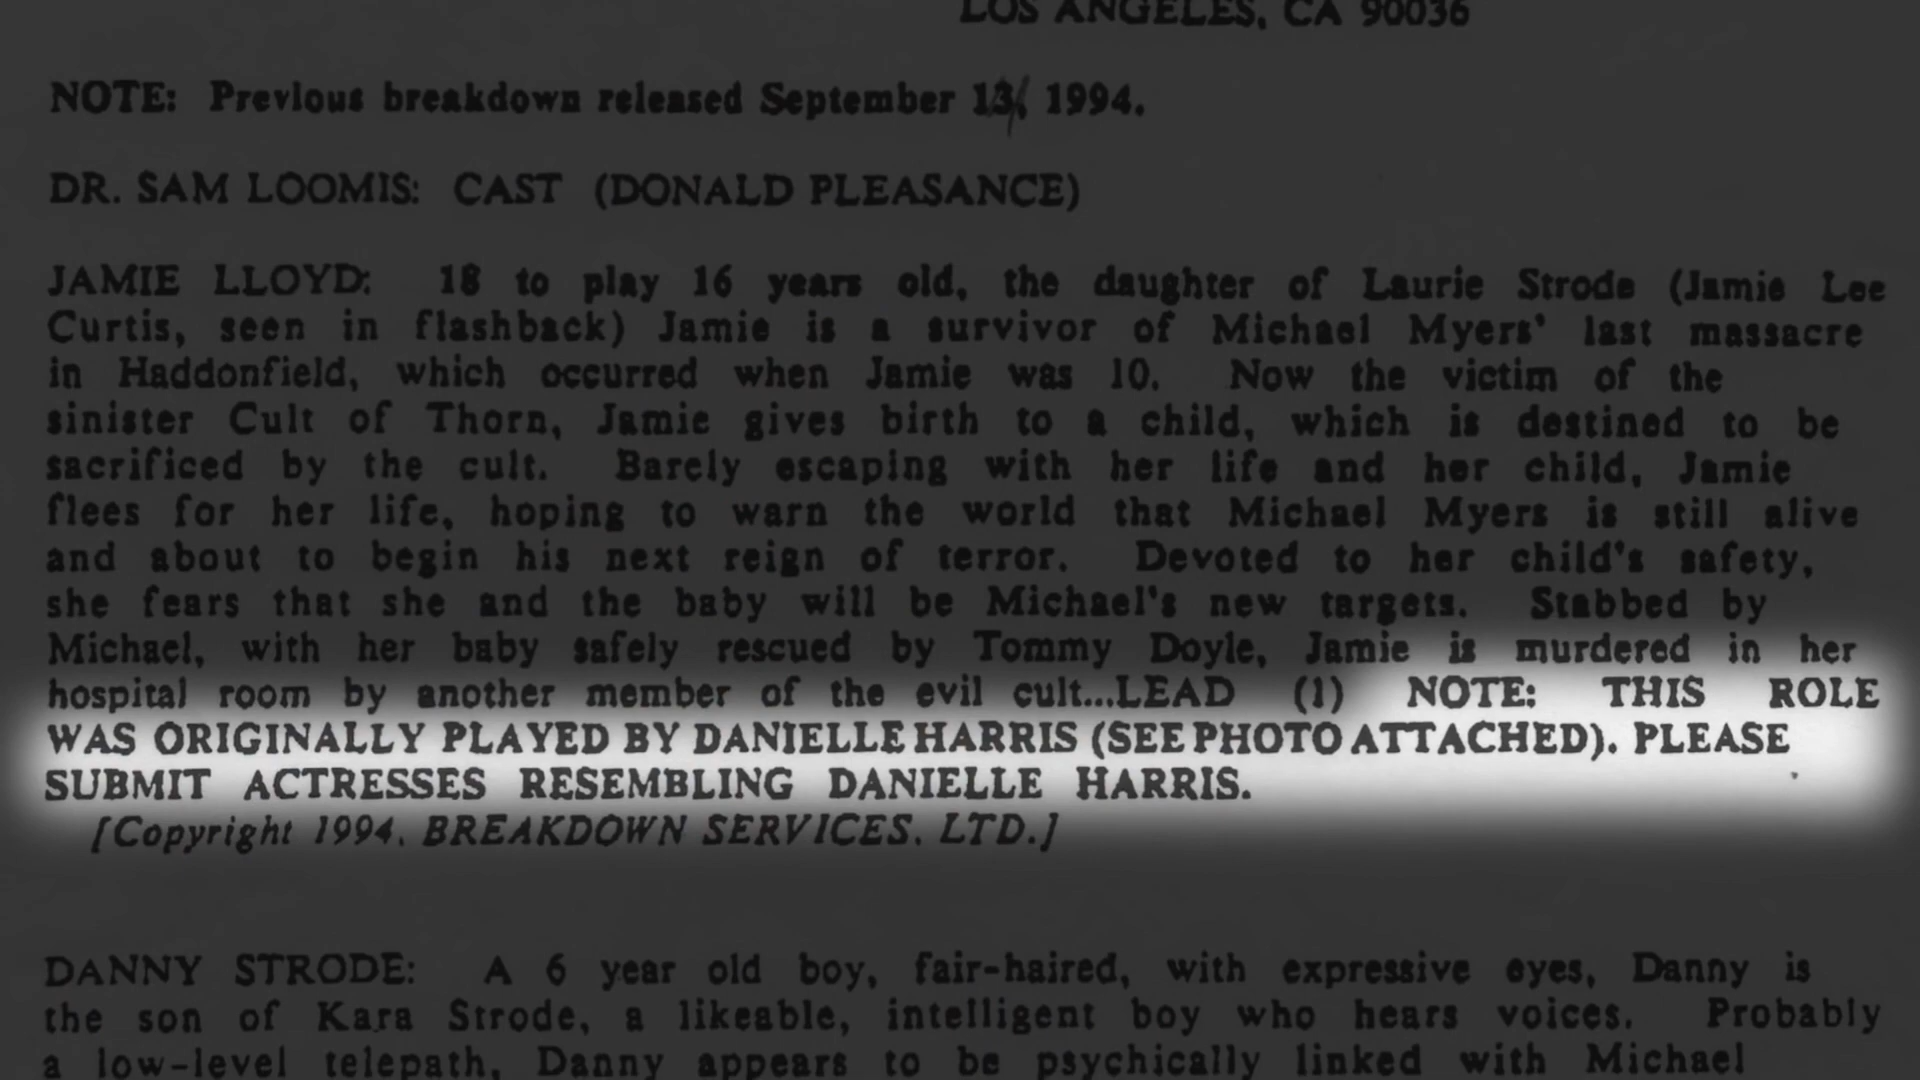 LOS ANGELES, CA 90036
NOTE: Previous breakdown released September 13, 1994.
DR. SAM LOOMIS: CAST (DONALD PLEASANCE)
JAMIE LLOYD: 18 to play 16 years old, the daughter of Laurie Strode (Jamie Lee
Curtis, seen in flashback) Jamie is a survivor of Michael Myers' last massacre
in Haddonfield, which occurred when Jamie was 10. Now the victim of the
sinister Cult of Thorn, Jamie gives birth to a child, which is destined to be
sacrificed by the cult. Barely escaping with her life and her child, Jamie
flees for her life, hoping to warn the world that Michael Myers is still alive
and about to begin his next reign of terror. Devoted to her child's safety,
she fears that she and the baby will be Michael's new targets. Stabbed by
Michael, with her baby safely rescued by Tommy Doyle, Jamie is murdered in her
hospital room by another member of the evil cult...LEAD (1) NOTE: THIS ROLE
WAS ORIGINALLY PLAYED BY DANIELLE HARRIS (SEE PHOTO ATTACHED). PLEASE
SUBMIT ACTRESSES RESEMBLING DANIELLE HARRIS.
[Copyright 1994, BREAKDOWN SERVICES, LTD.]
DANNY STRODE: A 6 year old boy, fair-haired, with expressive eyes, Danny is
the son of Kara Strode, a likeable, intelligent boy who hears voices. Probably
a low-level telepath, Danny appears to be psychically linked with Michael